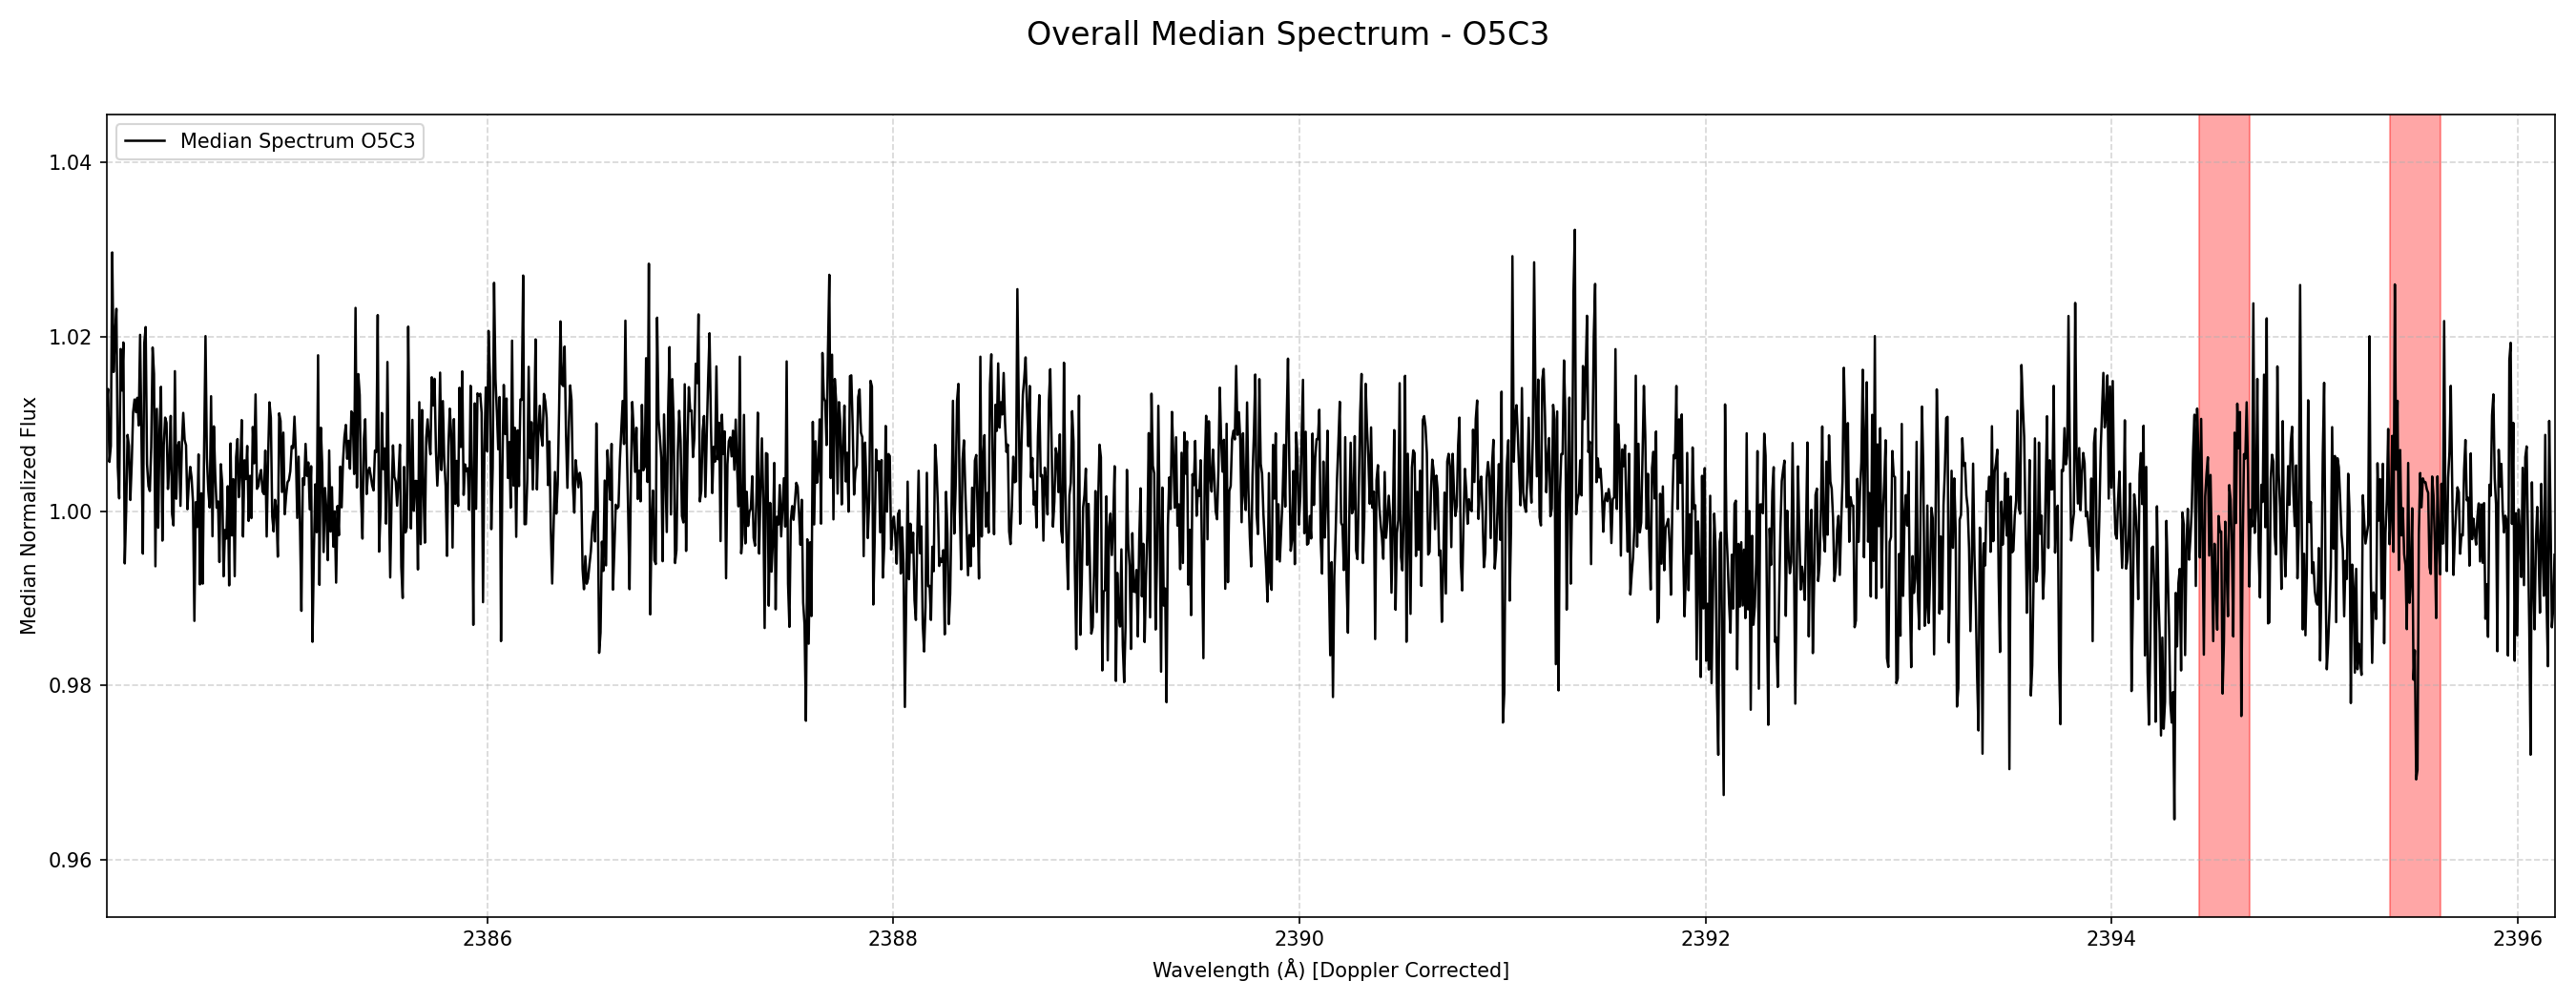 Overall Median Spectrum - O5C3
Median Spectrum O5C3
Median Normalized Flux
1.04
1.02
1.00
0.98
0.96
2386
2388
2390
2392
2394
2396
Wavelength (Å) [Doppler Corrected]